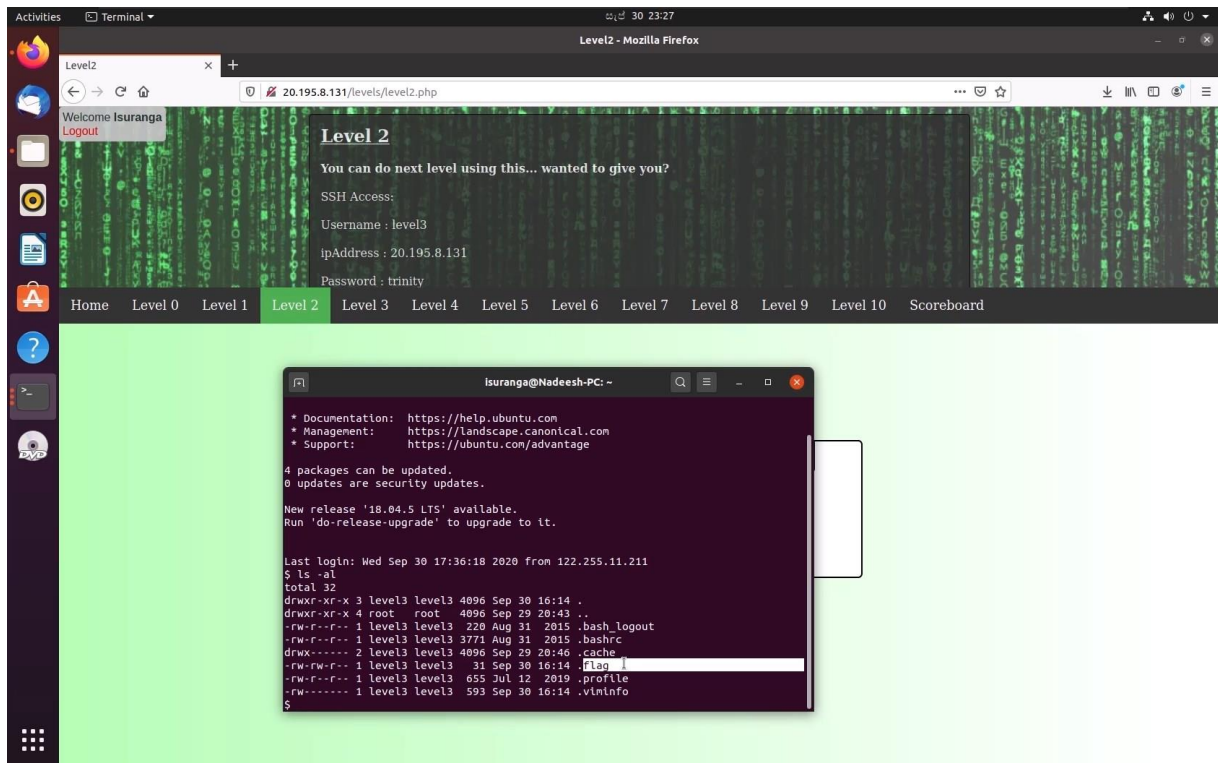 Activities Terminal සැප් 30 23:27
Level2 - Mozilla Firefox
Level2
20.195.8.131/levels/level2.php
Welcome Isuranga
Logout
Level 2
You can do next level using this... wanted to give you?
SSH Access:
Username : level3
ipAddress : 20.195.8.131
Password : trinity
Home Level 0 Level 1 Level 2 Level 3 Level 4 Level 5 Level 6 Level 7 Level 8 Level 9 Level 10 Scoreboard
isuranga@Nadeesh-PC: ~
* Documentation: https://help.ubuntu.com
* Management: https://landscape.canonical.com
* Support: https://ubuntu.com/advantage
4 packages can be updated.
0 updates are security updates.
New release '18.04.5 LTS' available.
Run 'do-release-upgrade' to upgrade to it.
Last login: Wed Sep 30 17:36:18 2020 from 122.255.11.211
$ ls -al
total 32
drwxr-xr-x 3 level3 level3 4096 Sep 30 16:14 .
drwxr-xr-x 4 root root 4096 Sep 29 20:43 ..
-rw-r--r-- 1 level3 level3 220 Aug 31 2015 .bash_logout
-rw-r--r-- 1 level3 level3 3771 Aug 31 2015 .bashrc
drwx------ 2 level3 level3 4096 Sep 29 20:46 .cache
-rw-rw-r-- 1 level3 level3 31 Sep 30 16:14 .flag
-rw-r--r-- 1 level3 level3 655 Jul 12 2019 .profile
-rw------- 1 level3 level3 593 Sep 30 16:14 .viminfo
$